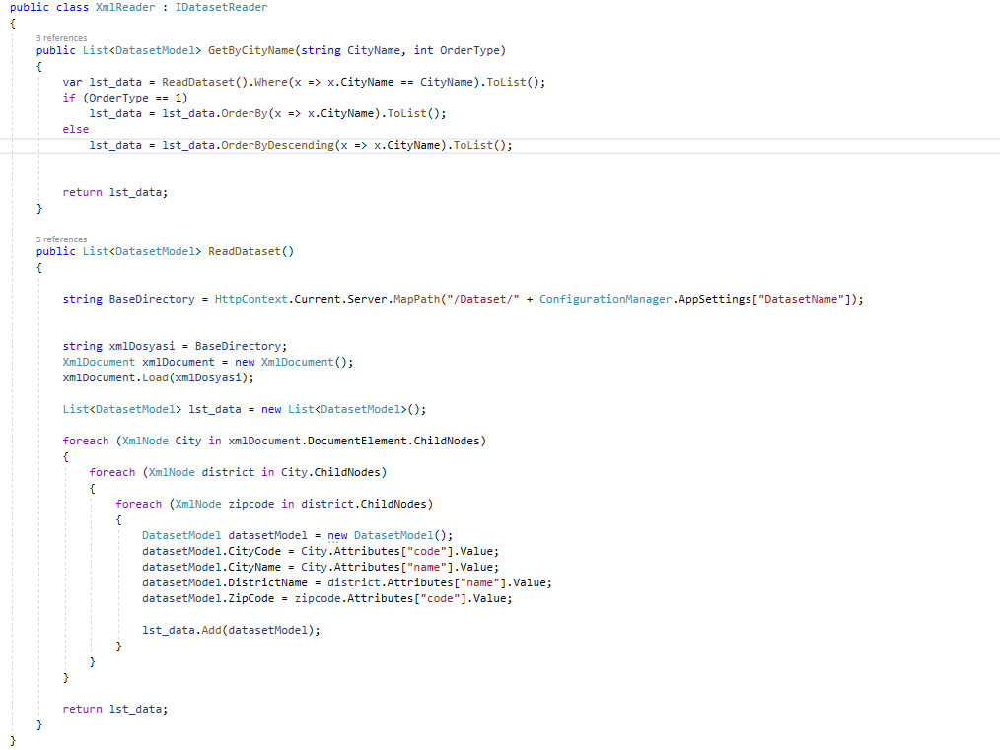 public class XmlReader : IDatasetReader
{
3 references
public List<DatasetModel> GetByCityName(string CityName, int OrderType)
{
var lst_data = ReadDataset().Where(x => x.CityName == CityName).ToList();
if (OrderType == 1)
lst_data = lst_data.OrderBy(x => x.CityName).ToList();
else
lst_data = lst_data.OrderByDescending(x => x.CityName).ToList();
return lst_data;
}
5 references
public List<DatasetModel> ReadDataset()
{
string BaseDirectory = HttpContext.Current.Server.MapPath("/Dataset/" + ConfigurationManager.AppSettings["DatasetName"]);
string xmlDosyasi = BaseDirectory;
XmlDocument xmlDocument = new XmlDocument();
xmlDocument.Load(xmlDosyasi);
List<DatasetModel> lst_data = new List<DatasetModel>();
foreach (XmlNode City in xmlDocument.DocumentElement.ChildNodes)
{
foreach (XmlNode district in City.ChildNodes)
{
foreach (XmlNode zipcode in district.ChildNodes)
{
DatasetModel datasetModel = new DatasetModel();
datasetModel.CityCode = City.Attributes["code"].Value;
datasetModel.CityName = City.Attributes["name"].Value;
datasetModel.DistrictName = district.Attributes["name"].Value;
datasetModel.ZipCode = zipcode.Attributes["code"].Value;
lst_data.Add(datasetModel);
}
}
}
return lst_data;
}
}